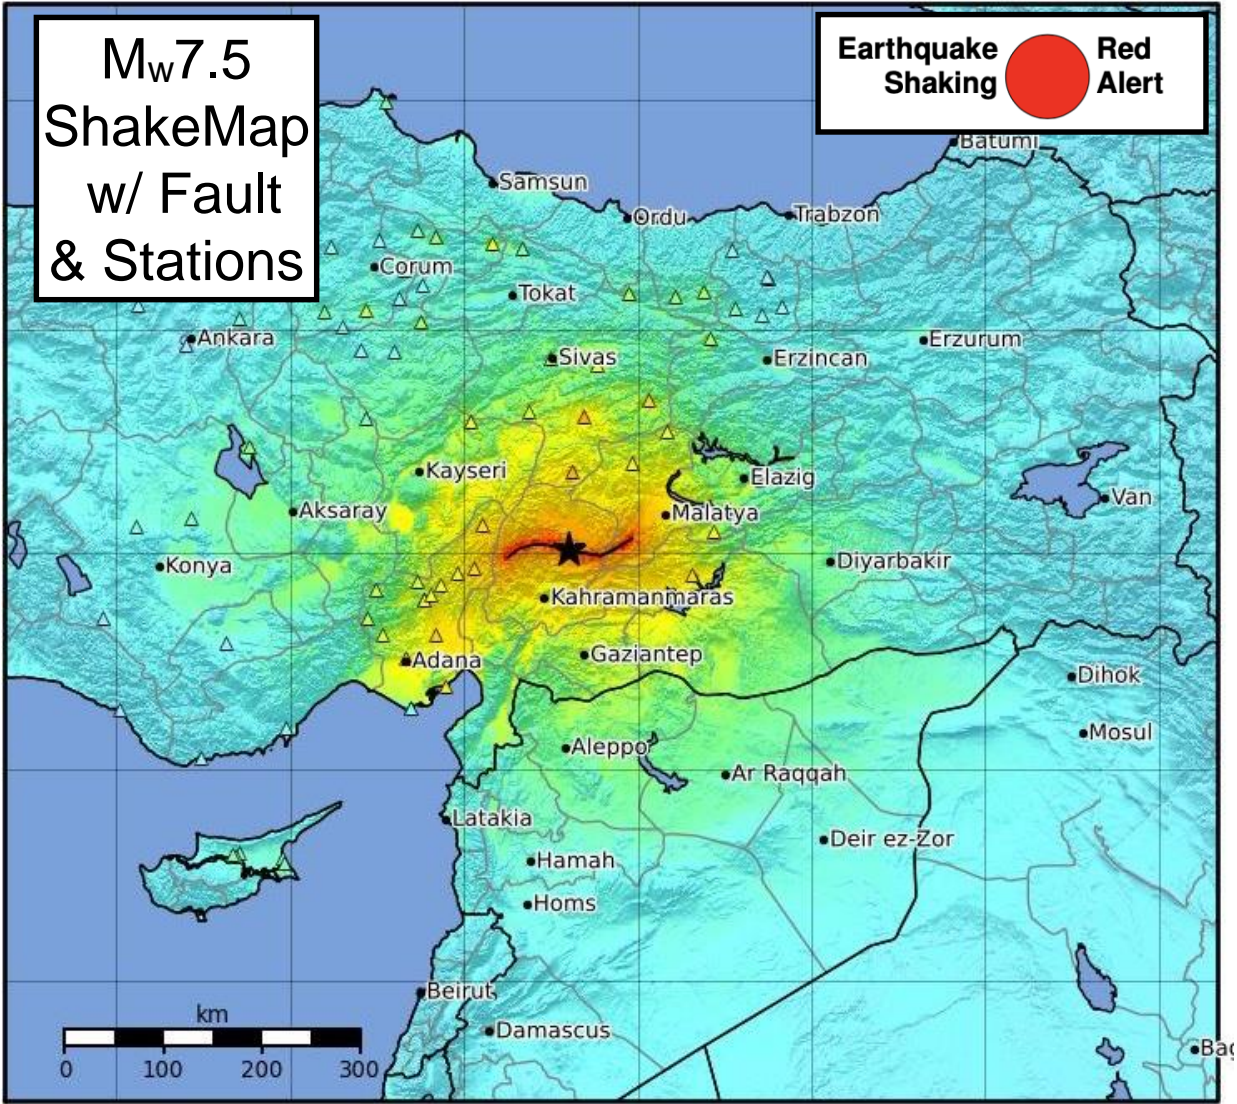 Mw7.5
ShakeMap
w/ Fault
& Stations
Earthquake Red
Shaking Alert
Batumi
Samsun
Ordu
Trabzon
Corum
Tokat
Ankara
Sivas
Erzincan
Erzurum
Kayseri
Elazig
Aksaray
Malatya
Van
Konya
Diyarbakir
Kahramanmaras
Adana
Gaziantep
Dihok
Mosul
Aleppo
Ar Raqqah
Latakia
Deir ez-Zor
Hamah
Homs
Beirut
Damascus
Bag
km
0 100 200 300